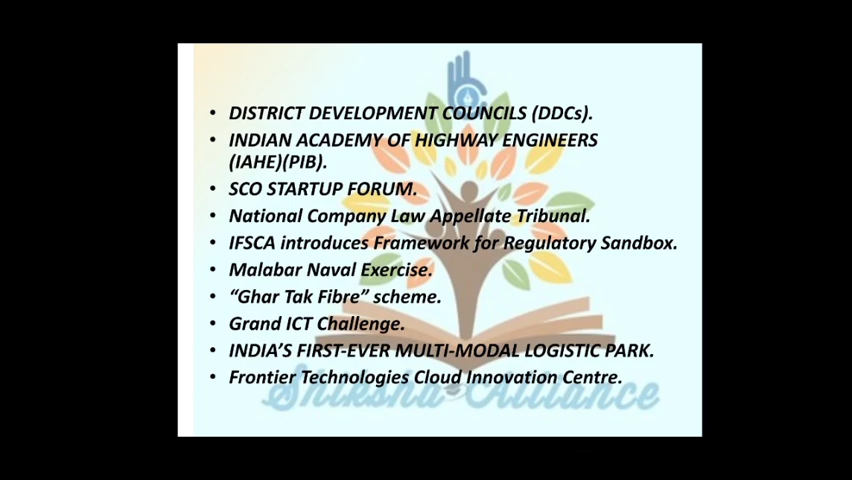 • DISTRICT DEVELOPMENT COUNCILS (DDCs).
• INDIAN ACADEMY OF HIGHWAY ENGINEERS
(IAHE)(PIB).
• SCO STARTUP FORUM.
• National Company Law Appellate Tribunal.
• IFSCA introduces Framework for Regulatory Sandbox.
• Malabar Naval Exercise.
• “Ghar Tak Fibre” scheme.
• Grand ICT Challenge.
• INDIA’S FIRST-EVER MULTI-MODAL LOGISTIC PARK.
• Frontier Technologies Cloud Innovation Centre.
Shiksha Alliance